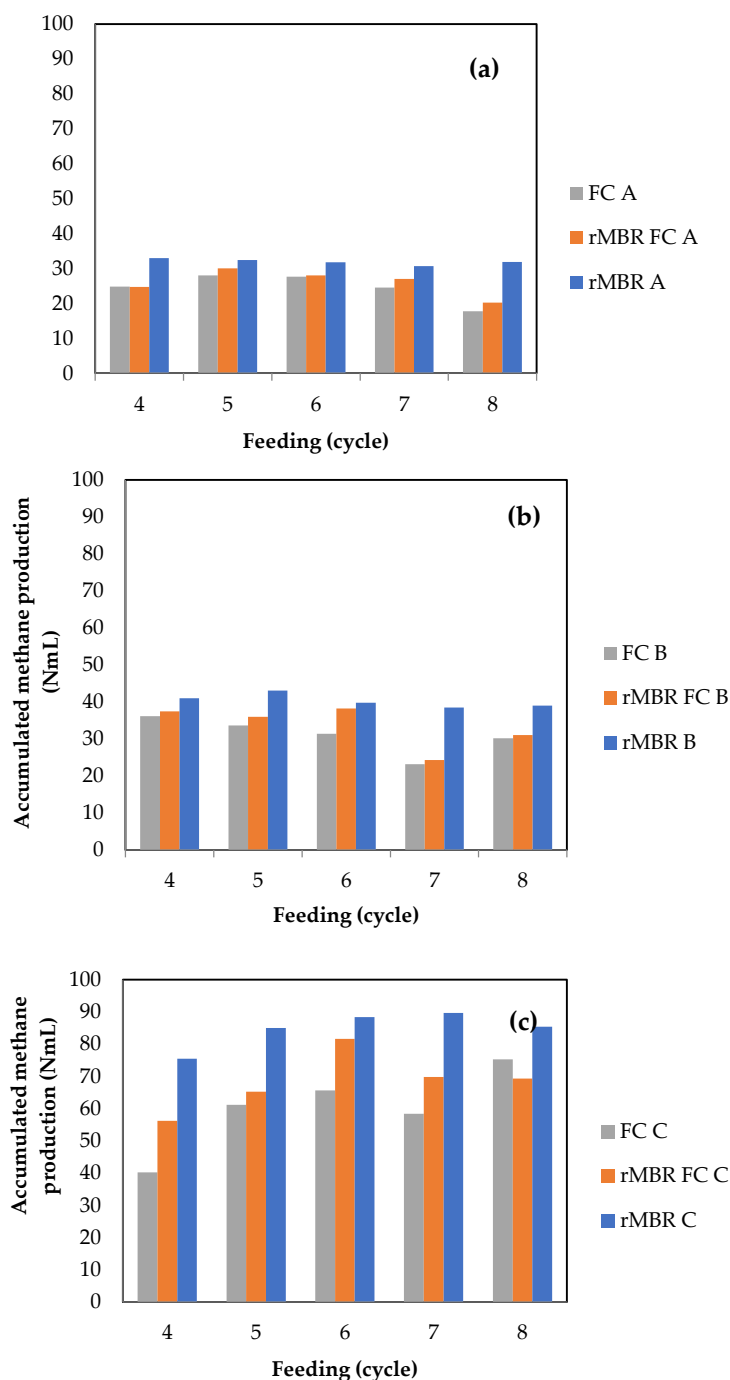 100
90
80
70
60
50
40
30
20
10
0
(a)
4 5 6 7 8
Feeding (cycle)
FC A
rMBR FC A
rMBR A
Accumulated methane production
(NmL)
100
90
80
70
60
50
40
30
20
10
0
(b)
4 5 6 7 8
Feeding (cycle)
FC B
rMBR FC B
rMBR B
Accumulated methane
production (NmL)
100
90
80
70
60
50
40
30
20
10
0
(c)
4 5 6 7 8
Feeding (cycle)
FC C
rMBR FC C
rMBR C